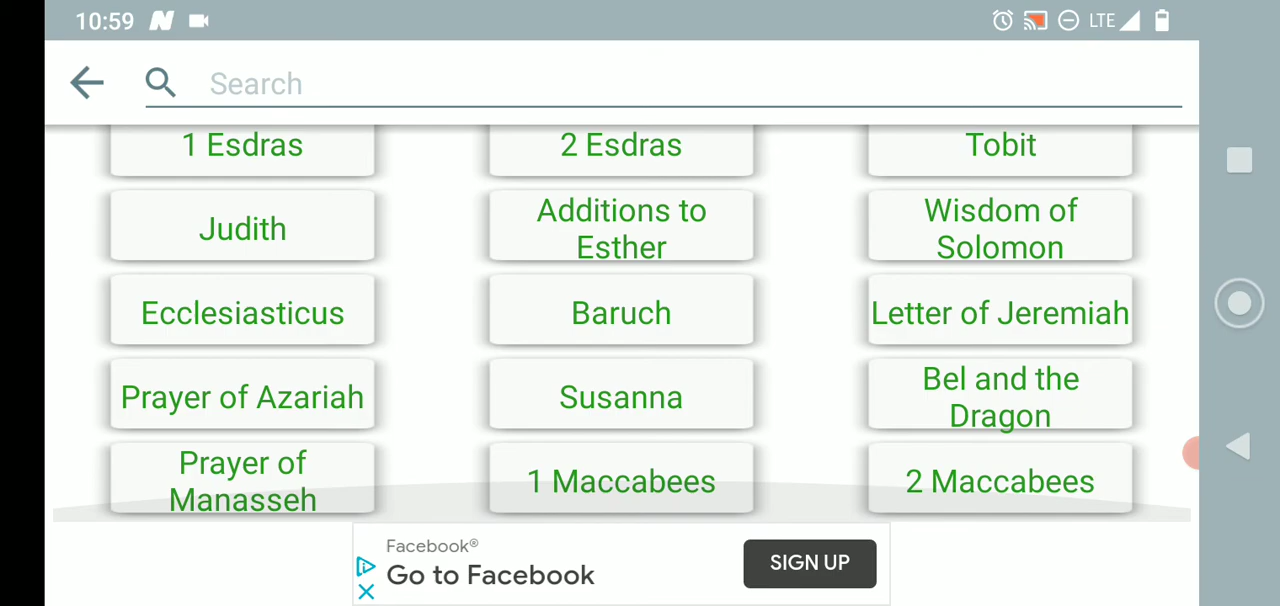 10:59 LTE
Search
1 Esdras 2 Esdras Tobit
Judith
Additions to
Esther
Wisdom of
Solomon
Ecclesiasticus Baruch Letter of Jeremiah
Prayer of Azariah Susanna
Bel and the
Dragon
Prayer of
Manasseh
1 Maccabees 2 Maccabees
Facebook®
Go to Facebook
SIGN UP